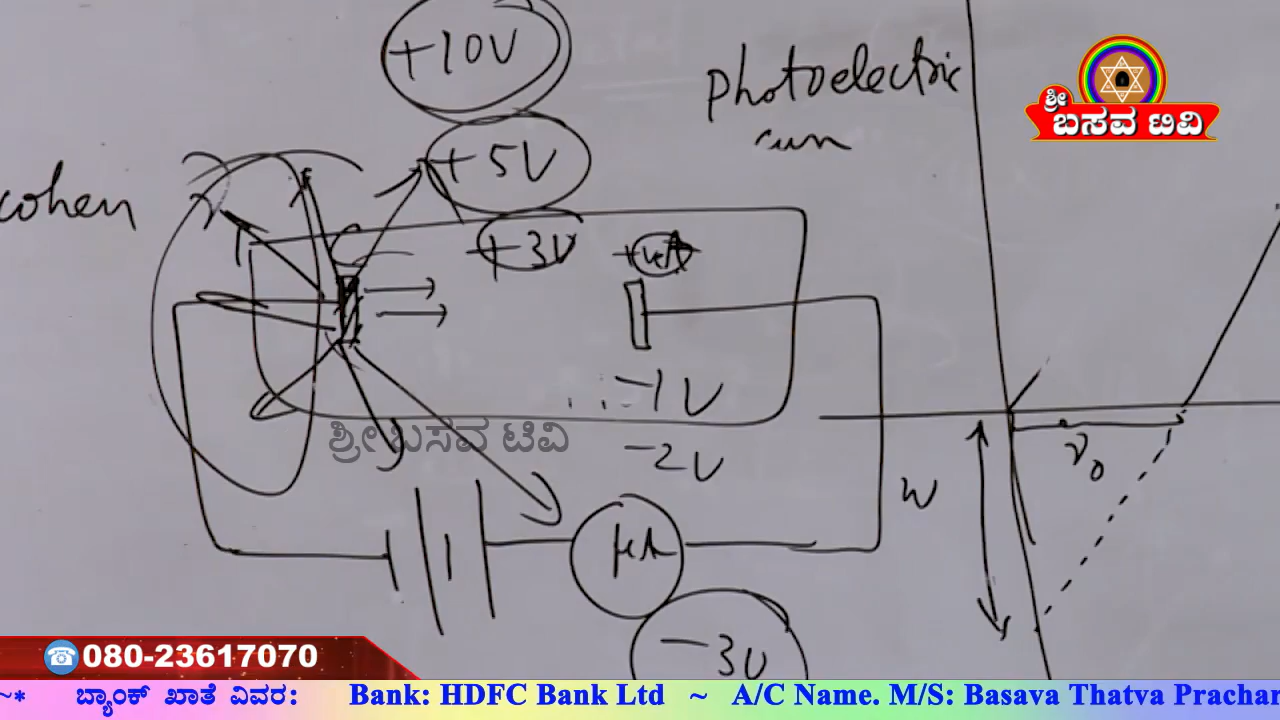 +10V
photoelectric
ಶ್ರೀ
ಬಸವ ಟಿವಿ
+5V
cohen
+3V
-1V
ಶ್ರೀ ಬಸವ ಟಿವಿ
-2V
ν₀
w
μA
-3V
☎080-23617070
~* ಬ್ಯಾಂಕ್ ಖಾತೆ ವಿವರ: Bank: HDFC Bank Ltd ~ A/C Name. M/S: Basava Thatva Prachar